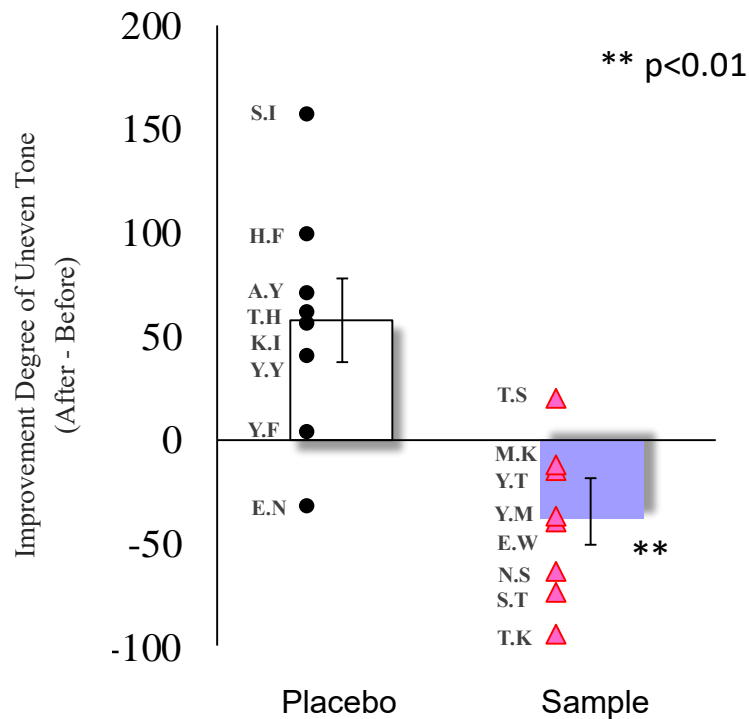 Improvement Degree of Uneven Tone
(After - Before)
200
150
100
50
0
-50
-100
** p<0.01
S.I
H.F
A.Y
T.H
K.I
Y.Y
Y.F
E.N
T.S
M.K
Y.T
Y.M
E.W
N.S
S.T
T.K
**
Placebo
Sample